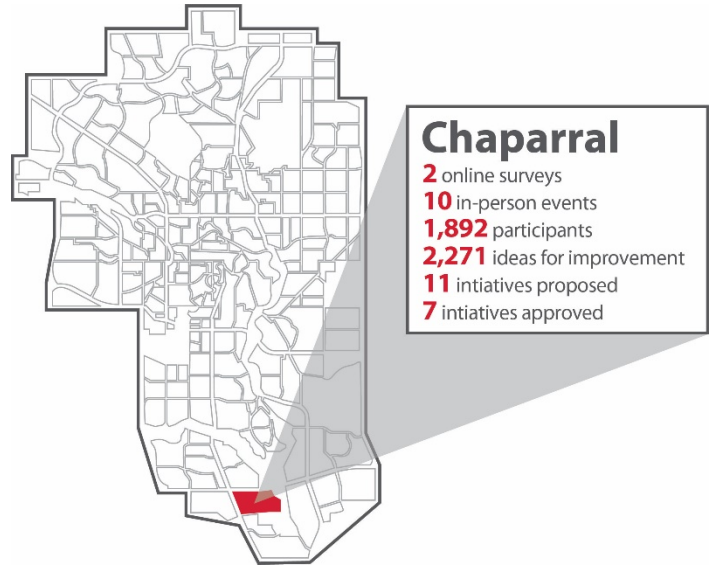 Chaparral
2 online surveys
10 in-person events
1,892 participants
2,271 ideas for improvement
11 intiatives proposed
7 intiatives approved